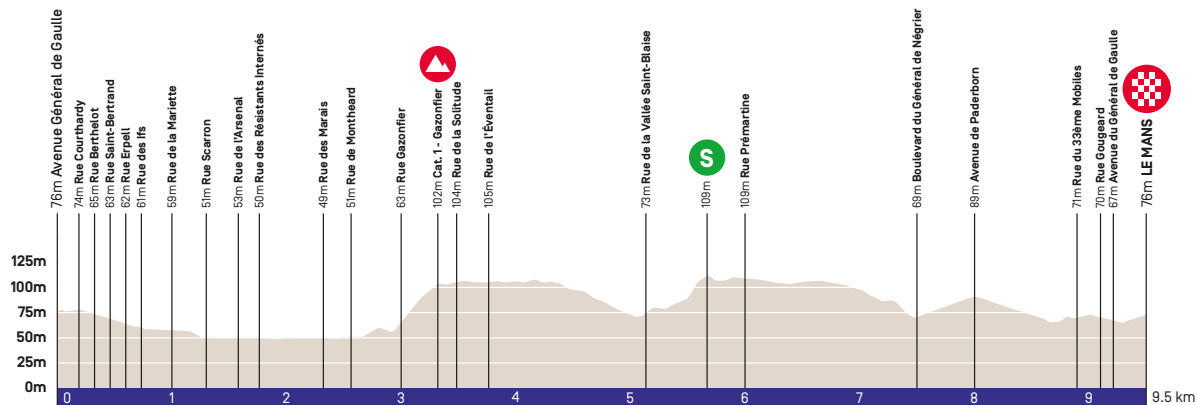 76m Avenue Général de Gaulle
74m Rue Courthardy
65m Rue Berthelot
63m Rue Saint-Bertrand
62m Rue Erpell
61m Rue des Ifs
59m Rue de la Mariette
51m Rue Scarron
53m Rue de l'Arsenal
50m Rue des Résistants Internés
49m Rue des Marais
51m Rue de Montheard
63m Rue Gazonfier
102m Cat. 1 - Gazonfier
104m Rue de la Solitude
105m Rue de l'Éventail
73m Rue de la Vallée Saint-Blaise
S
109m
109m Rue Prémartine
69m Boulevard du Général de Négrier
89m Avenue de Paderborn
71m Rue du 33ème Mobiles
70m Rue Gougeard
67m Avenue du Général de Gaulle
76m LE MANS
125m
100m
75m
50m
25m
0m
0 1 2 3 4 5 6 7 8 9 9.5 km